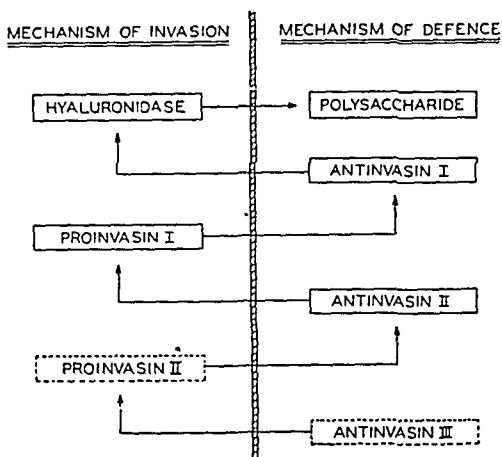 MECHANISM OF INVASION
MECHANISM OF DEFENCE
HYALURONIDASE
POLYSACCHARIDE
ANTINVASIN I
PROINVASIN I
ANTINVASIN II
PROINVASIN II
ANTINVASIN III